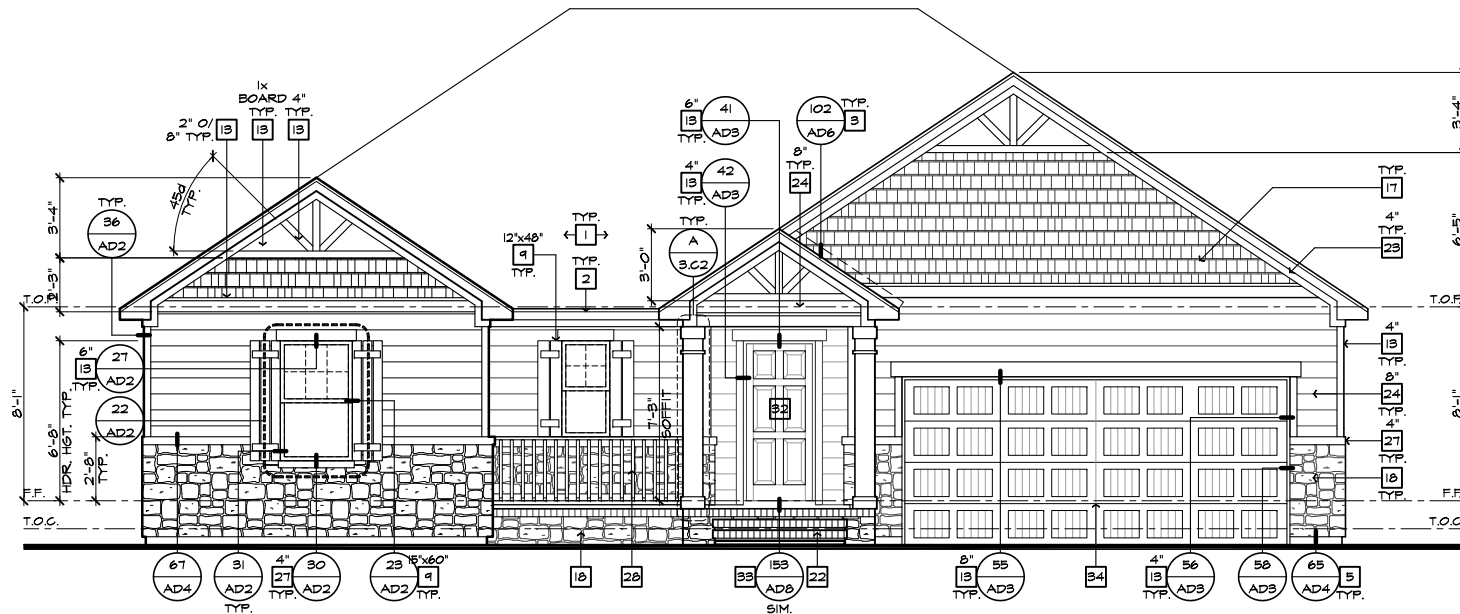 1x
BOARD 4"
TYP. TYP.
2" O/
8" TYP. 13 13 13
45d
TYP.
6"
13
TYP.
41
AD3
102
AD6
TYP.
3
4"
13
TYP.
42
AD3
8"
24
TYP.
17
4"
23
3'-4"
6'-5"
TYP.
36
AD2
3'-4"
2'-3"
12"x48"
9
TYP.
TYP.
1
TYP.
2
TYP.
A
3.C2
3'-0"
T.O.P.
T.O.P.
6"
13
TYP.
27
AD2
22
AD2
8'-1"
6'-8"
HDR. HGT. TYP.
2'-8"
TYP.
7'-3"
SOFFIT
32
4"
13
TYP.
8"
24
TYP.
4"
27
TYP.
18
TYP.
8'-1"
F.F.
F.F.
T.O.C.
T.O.C.
67
AD4
31
AD2
TYP.
4"
27
TYP.
30
AD2
23
AD2
15"x60"
9
TYP.
18
28
33
153
AD8
SIM.
22
8"
13
TYP.
55
AD3
34
4"
13
TYP.
56
AD3
58
AD3
65
AD4
5
TYP.